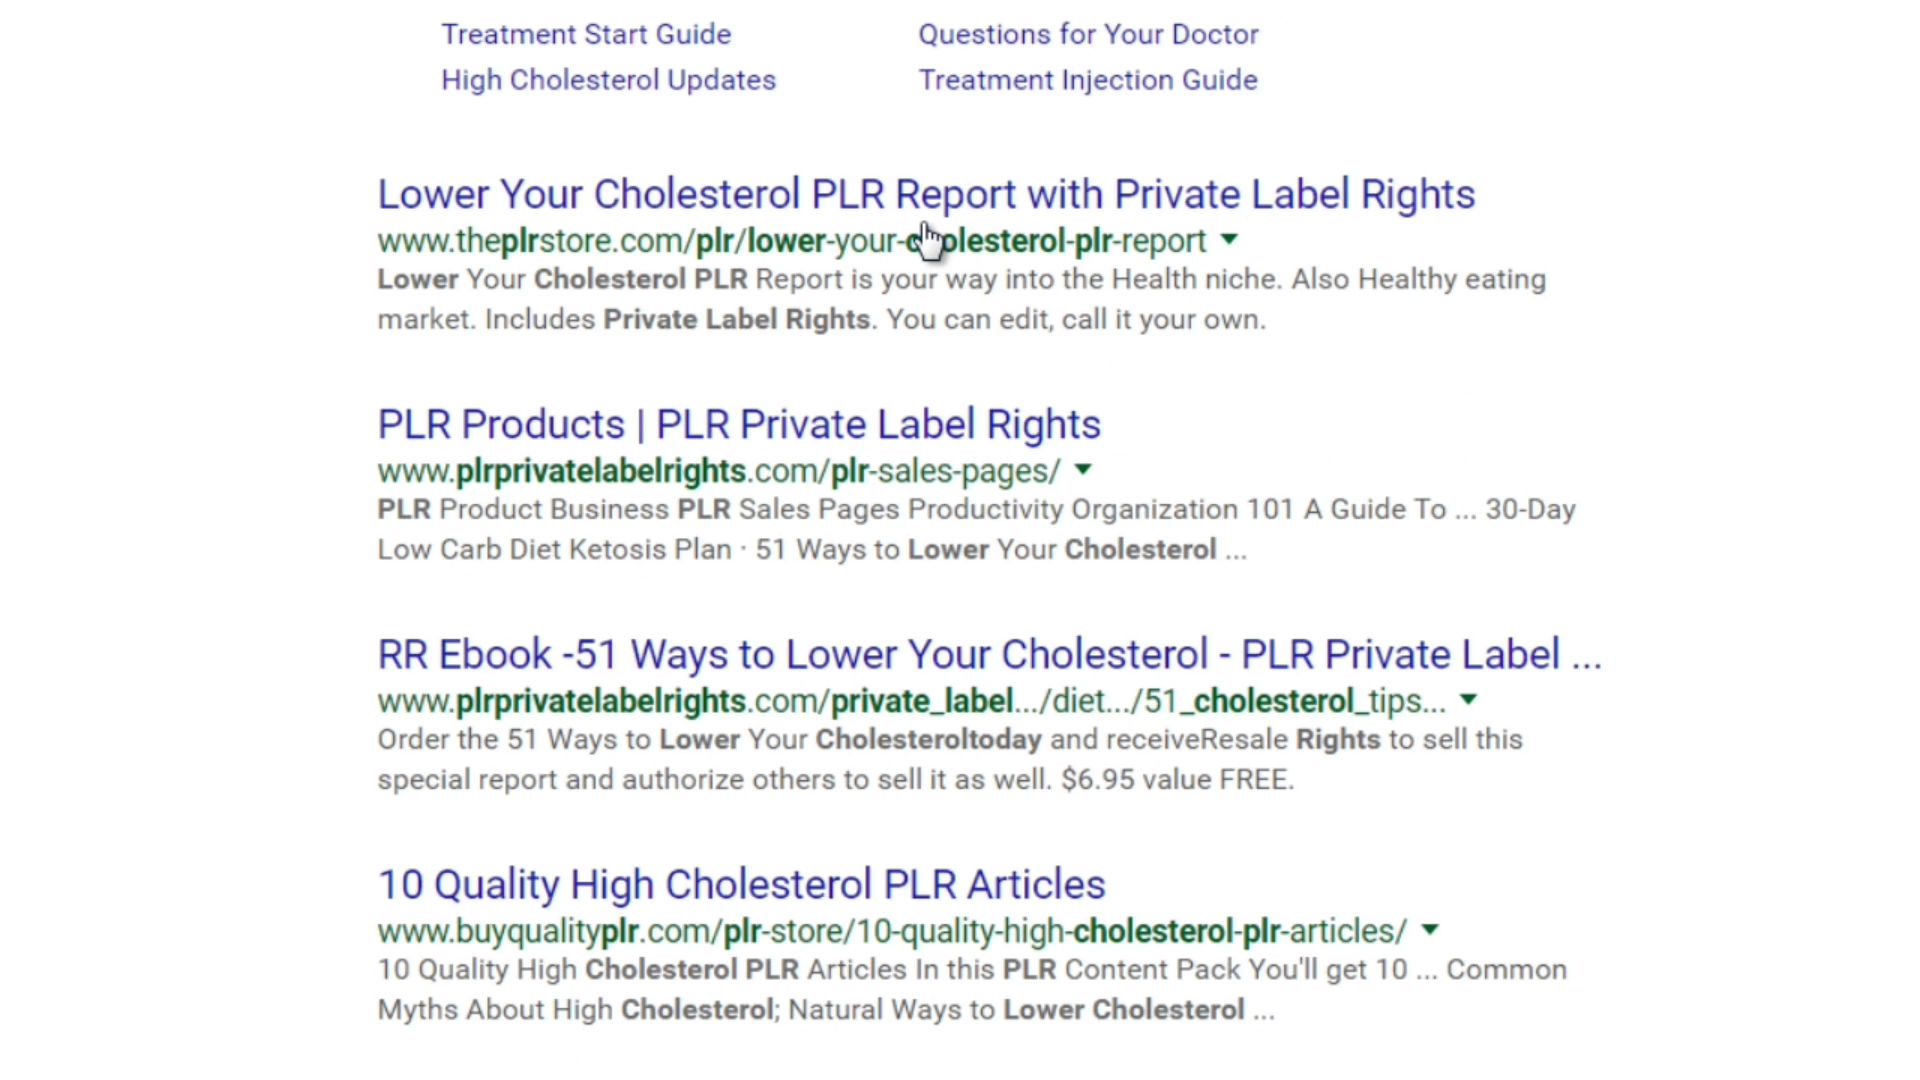 Treatment Start Guide Questions for Your Doctor
High Cholesterol Updates Treatment Injection Guide
Lower Your Cholesterol PLR Report with Private Label Rights
www.theplrstore.com/plr/lower-your-cholesterol-plr-report
Lower Your Cholesterol PLR Report is your way into the Health niche. Also Healthy eating
market. Includes Private Label Rights. You can edit, call it your own.
PLR Products | PLR Private Label Rights
www.plrprivatelabelrights.com/plr-sales-pages/
PLR Product Business PLR Sales Pages Productivity Organization 101 A Guide To ... 30-Day
Low Carb Diet Ketosis Plan · 51 Ways to Lower Your Cholesterol ...
RR Ebook -51 Ways to Lower Your Cholesterol - PLR Private Label ...
www.plrprivatelabelrights.com/private_label.../diet.../51_cholesterol_tips...
Order the 51 Ways to Lower Your Cholesteroltoday and receiveResale Rights to sell this
special report and authorize others to sell it as well. $6.95 value FREE.
10 Quality High Cholesterol PLR Articles
www.buyqualityplr.com/plr-store/10-quality-high-cholesterol-plr-articles/
10 Quality High Cholesterol PLR Articles In this PLR Content Pack You'll get 10 ... Common
Myths About High Cholesterol; Natural Ways to Lower Cholesterol ...